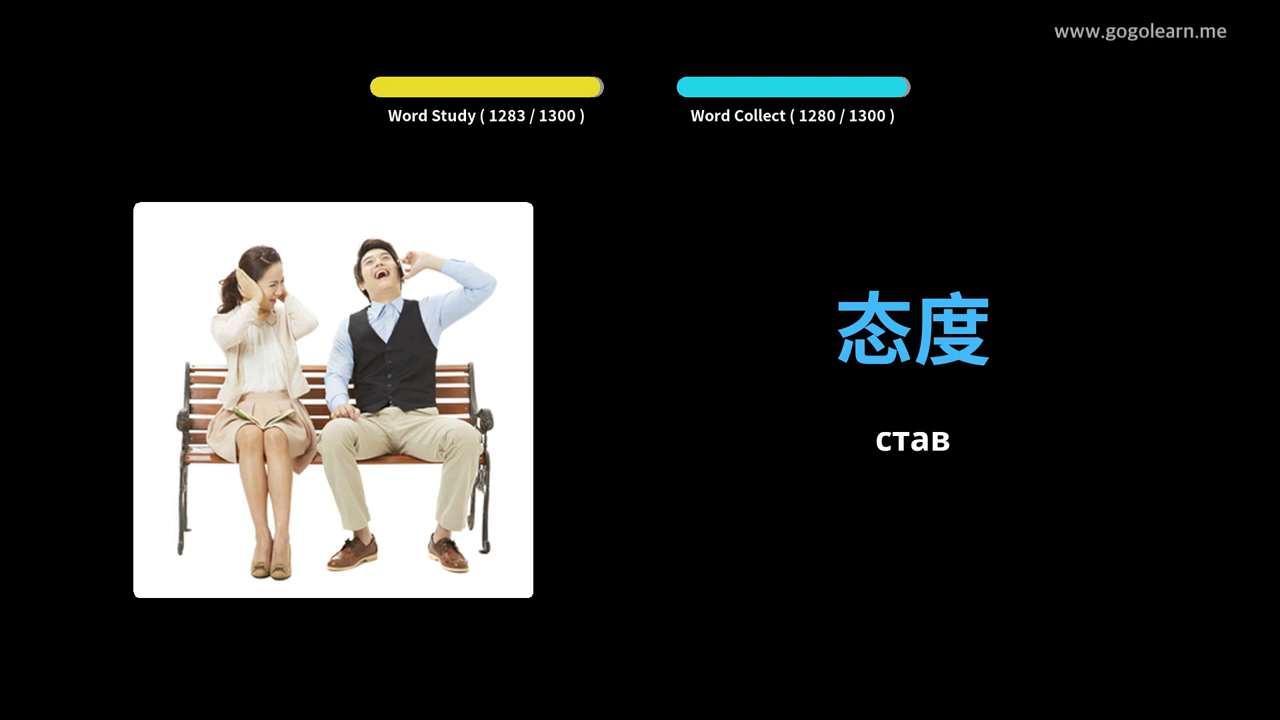 www.gogolearn.me
Word Study ( 1283 / 1300 )
Word Collect ( 1280 / 1300 )
态度
став